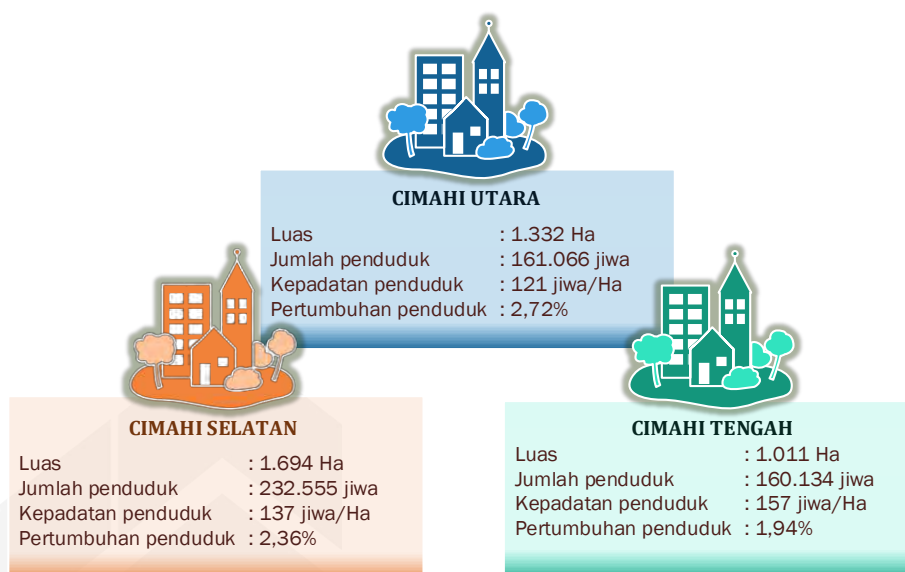 CIMAHI UTARA
Luas : 1.332 Ha
Jumlah penduduk : 161.066 jiwa
Kepadatan penduduk : 121 jiwa/Ha
Pertumbuhan penduduk : 2,72%
CIMAHI SELATAN
Luas : 1.694 Ha
Jumlah penduduk : 232.555 jiwa
Kepadatan penduduk : 137 jiwa/Ha
Pertumbuhan penduduk : 2,36%
CIMAHI TENGAH
Luas : 1.011 Ha
Jumlah penduduk : 160.134 jiwa
Kepadatan penduduk : 157 jiwa/Ha
Pertumbuhan penduduk : 1,94%